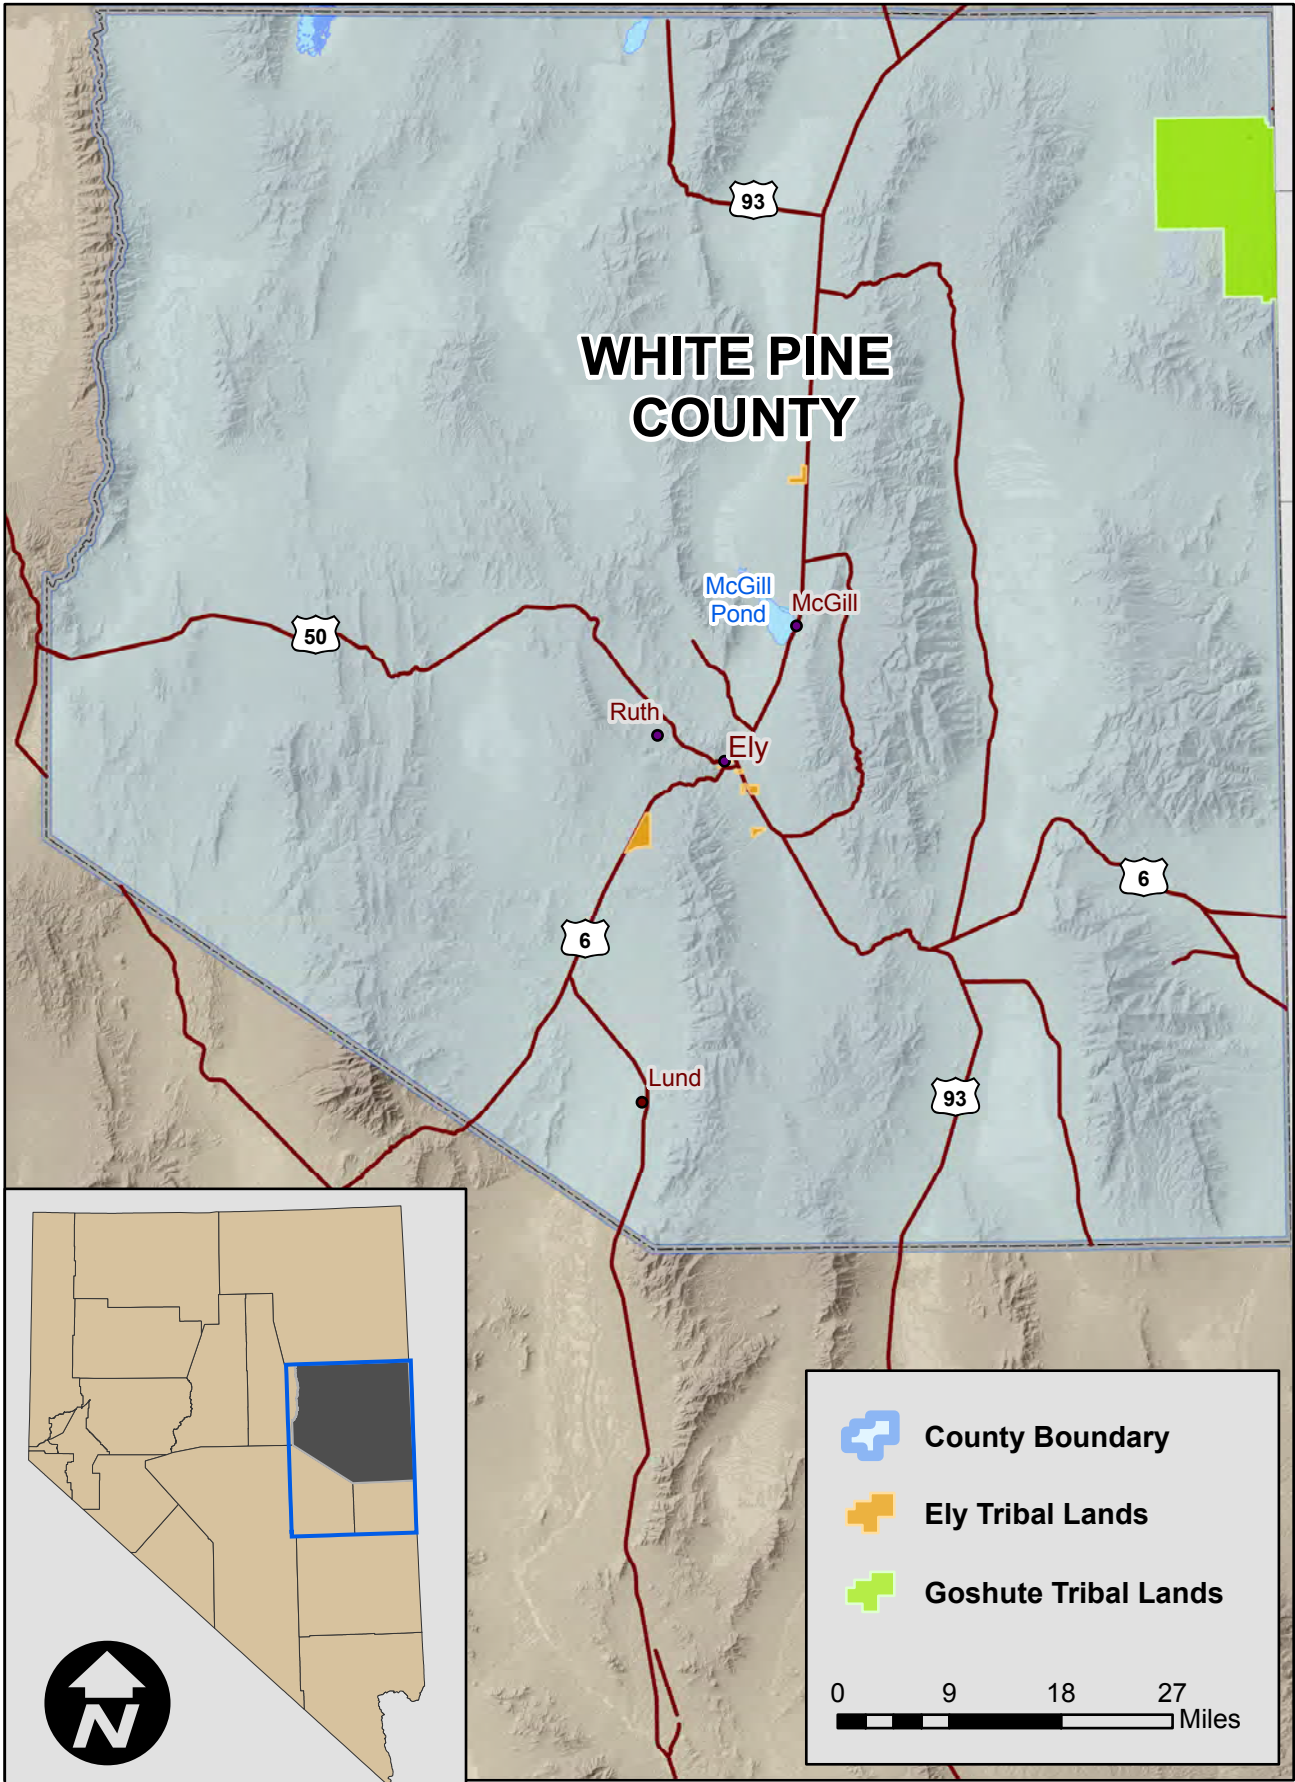 93
WHITE PINE
COUNTY
McGill
Pond
McGill
50
Ruth
Ely
6
6
Lund
93
County Boundary
Ely Tribal Lands
Goshute Tribal Lands
0 9 18 27
Miles
N